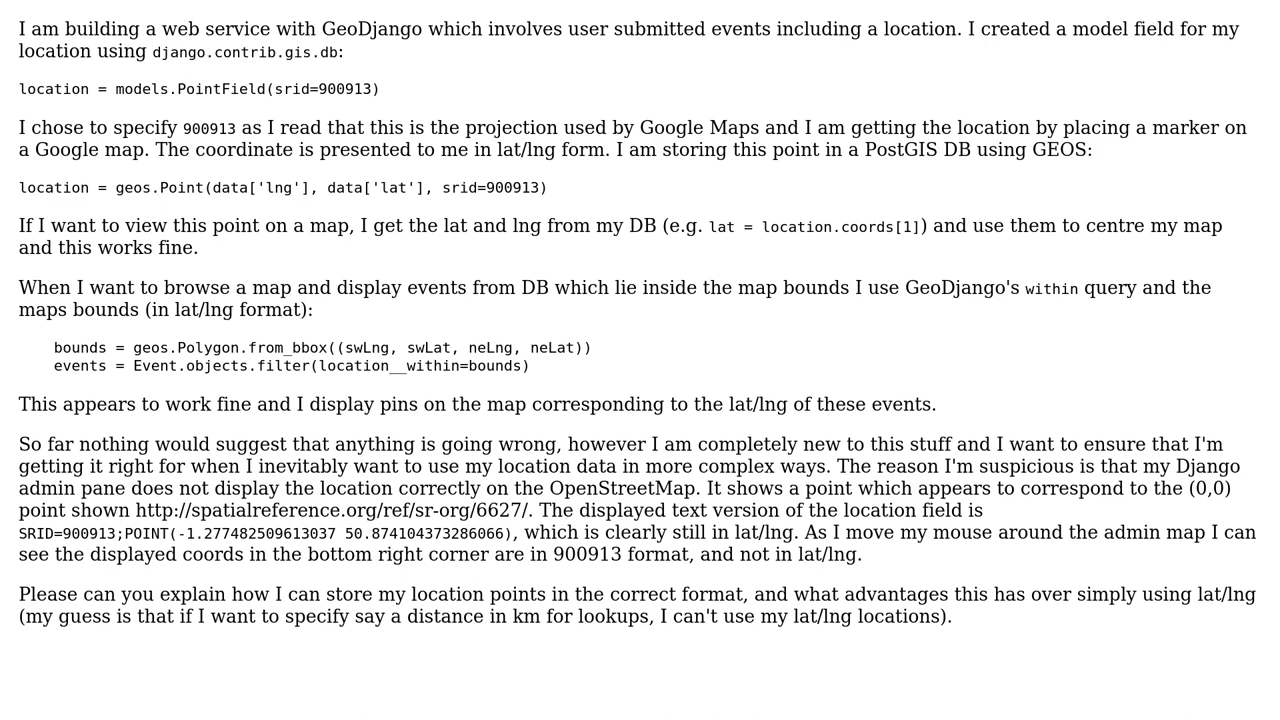 I am building a web service with GeoDjango which involves user submitted events including a location. I created a model field for my
location using django.contrib.gis.db:
location = models.PointField(srid=900913)
I chose to specify 900913 as I read that this is the projection used by Google Maps and I am getting the location by placing a marker on
a Google map. The coordinate is presented to me in lat/lng form. I am storing this point in a PostGIS DB using GEOS:
location = geos.Point(data['lng'], data['lat'], srid=900913)
If I want to view this point on a map, I get the lat and lng from my DB (e.g. lat = location.coords[1]) and use them to centre my map
and this works fine.
When I want to browse a map and display events from DB which lie inside the map bounds I use GeoDjango's within query and the
maps bounds (in lat/lng format):
bounds = geos.Polygon.from_bbox((swLng, swLat, neLng, neLat))
events = Event.objects.filter(location__within=bounds)
This appears to work fine and I display pins on the map corresponding to the lat/lng of these events.
So far nothing would suggest that anything is going wrong, however I am completely new to this stuff and I want to ensure that I'm
getting it right for when I inevitably want to use my location data in more complex ways. The reason I'm suspicious is that my Django
admin pane does not display the location correctly on the OpenStreetMap. It shows a point which appears to correspond to the (0,0)
point shown http://spatialreference.org/ref/sr-org/6627/. The displayed text version of the location field is
SRID=900913;POINT(-1.277482509613037 50.874104373286066), which is clearly still in lat/lng. As I move my mouse around the admin map I can
see the displayed coords in the bottom right corner are in 900913 format, and not in lat/lng.
Please can you explain how I can store my location points in the correct format, and what advantages this has over simply using lat/lng
(my guess is that if I want to specify say a distance in km for lookups, I can't use my lat/lng locations).